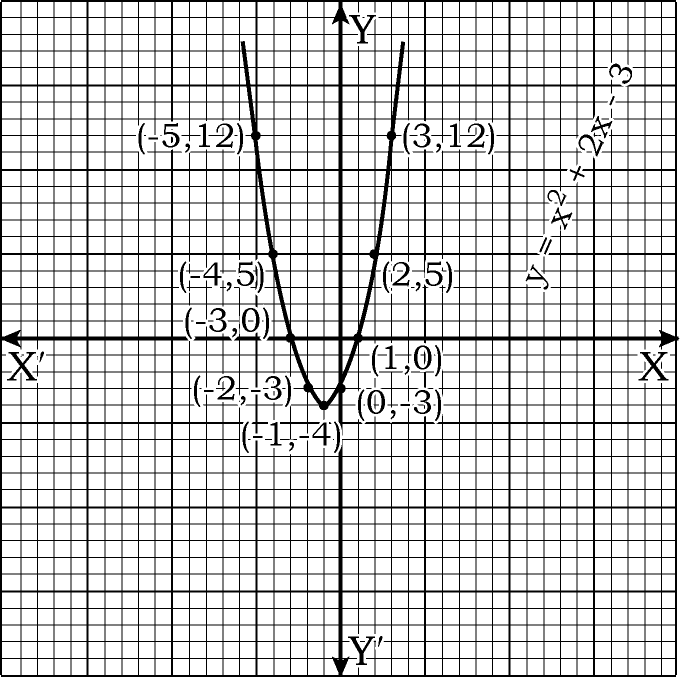 Y
y = x² + 2x - 3
(-5,12)
(3,12)
(-4,5)
(2,5)
(-3,0)
X′
X
(1,0)
(-2,-3)
(0,-3)
(-1,-4)
Y′